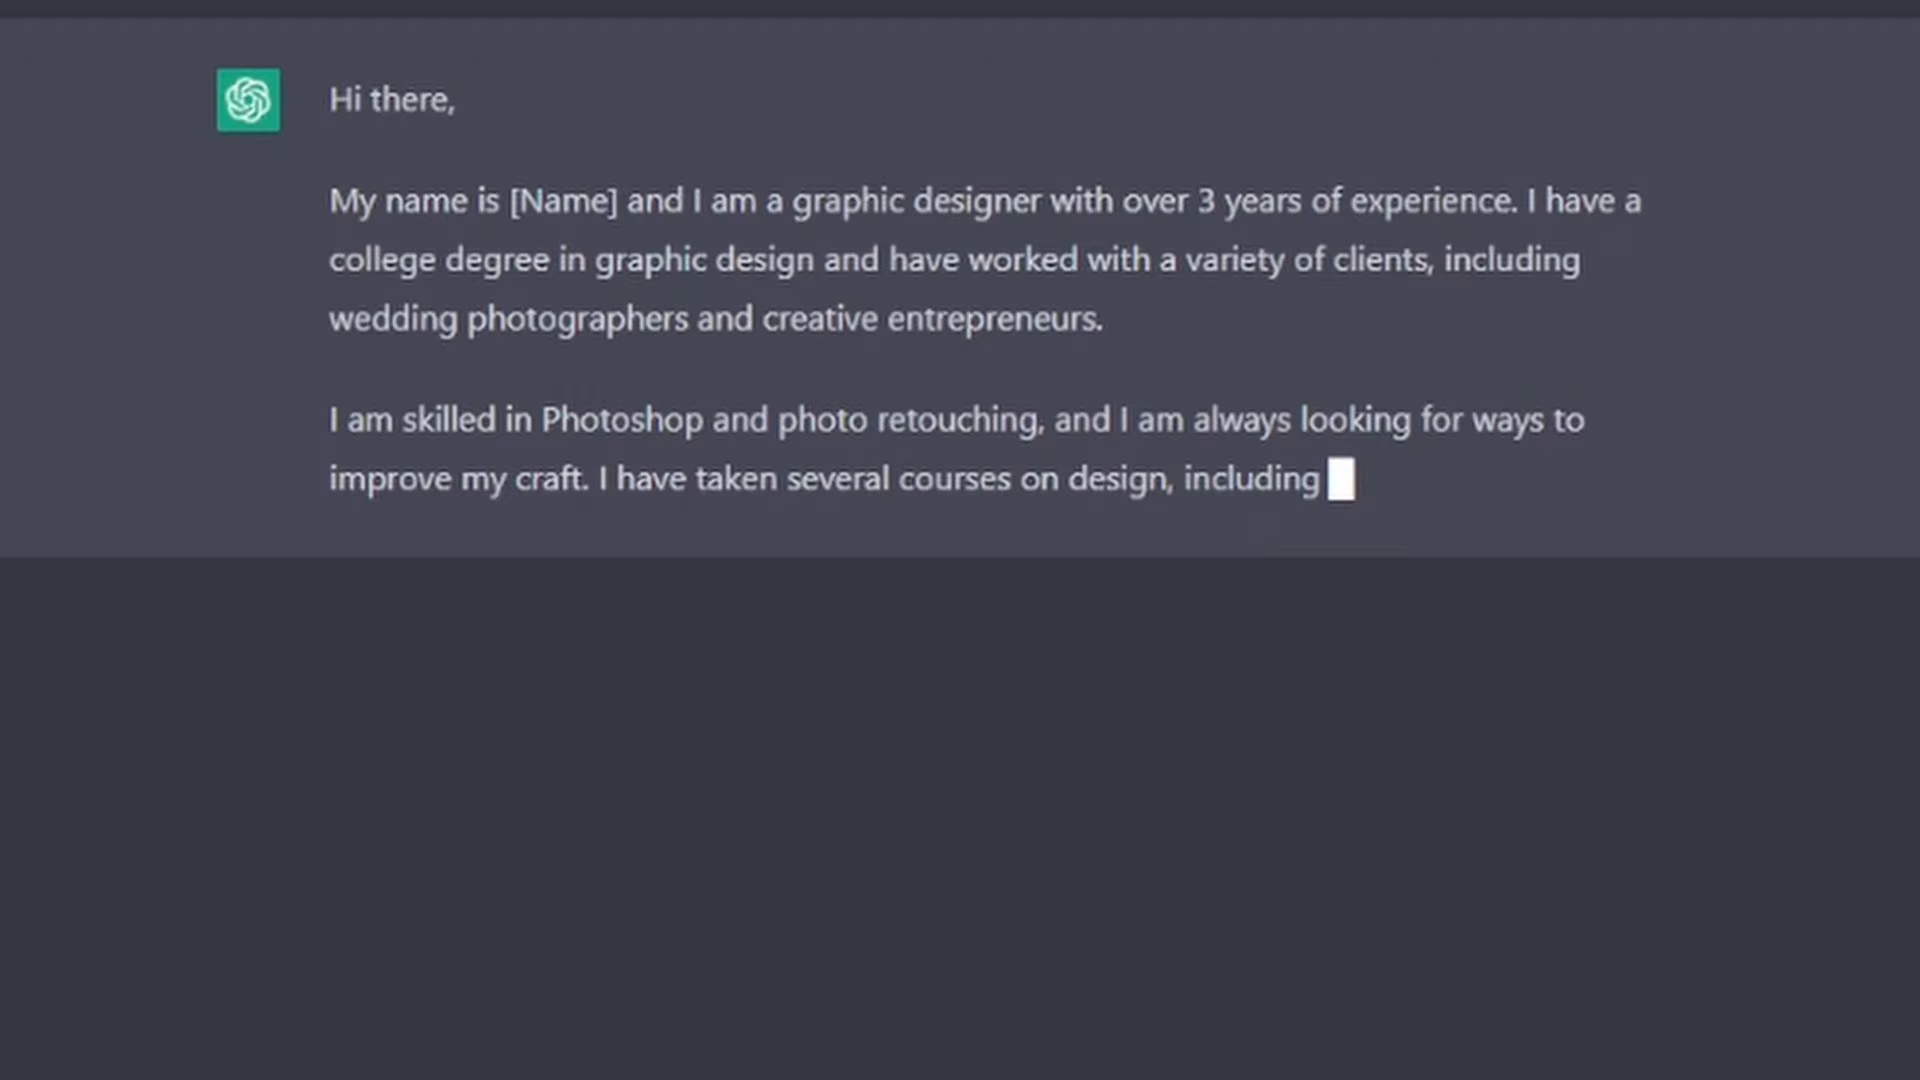 Hi there,
My name is [Name] and I am a graphic designer with over 3 years of experience. I have a
college degree in graphic design and have worked with a variety of clients, including
wedding photographers and creative entrepreneurs.
I am skilled in Photoshop and photo retouching, and I am always looking for ways to
improve my craft. I have taken several courses on design, including